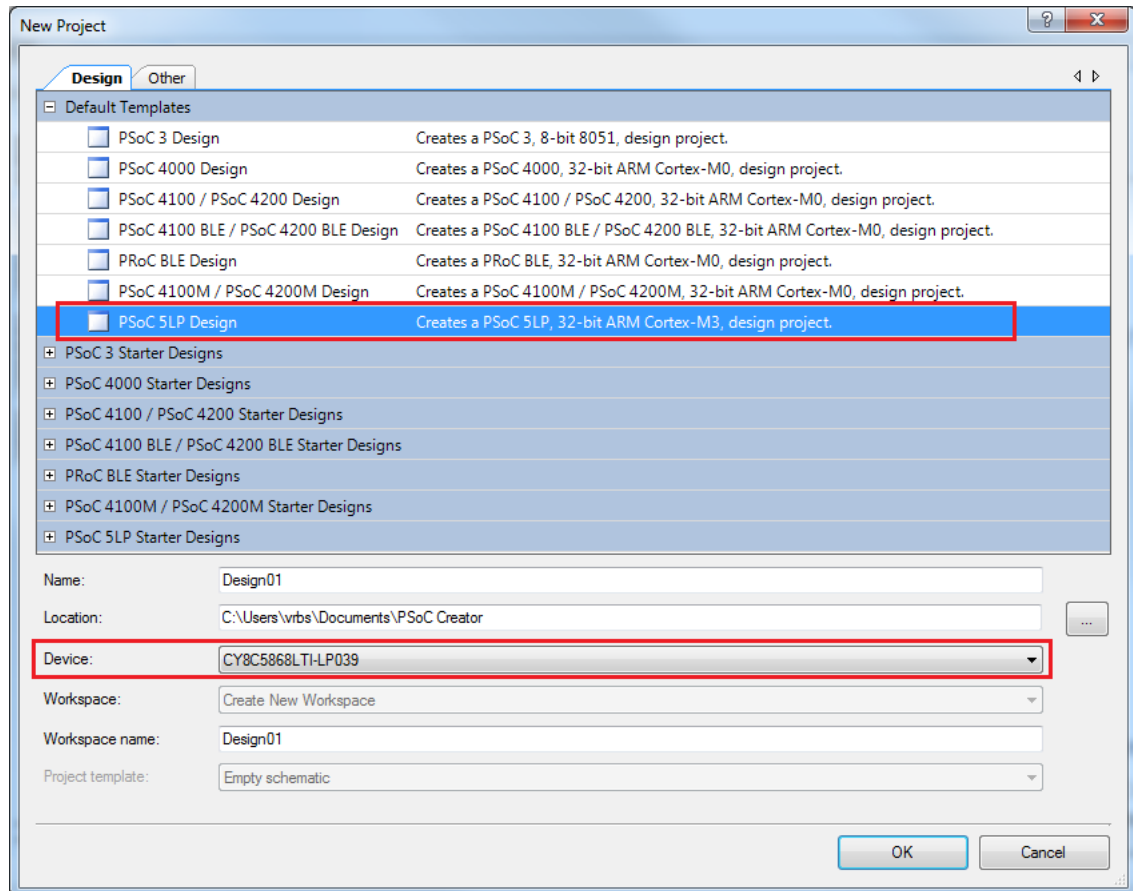 New Project
Design Other
Default Templates
PSoC 3 Design Creates a PSoC 3, 8-bit 8051, design project.
PSoC 4000 Design Creates a PSoC 4000, 32-bit ARM Cortex-M0, design project.
PSoC 4100 / PSoC 4200 Design Creates a PSoC 4100 / PSoC 4200, 32-bit ARM Cortex-M0, design project.
PSoC 4100 BLE / PSoC 4200 BLE Design Creates a PSoC 4100 BLE / PSoC 4200 BLE, 32-bit ARM Cortex-M0, design project.
PRoC BLE Design Creates a PRoC BLE, 32-bit ARM Cortex-M0, design project.
PSoC 4100M / PSoC 4200M Design Creates a PSoC 4100M / PSoC 4200M, 32-bit ARM Cortex-M0, design project.
PSoC 5LP Design Creates a PSoC 5LP, 32-bit ARM Cortex-M3, design project.
PSoC 3 Starter Designs
PSoC 4000 Starter Designs
PSoC 4100 / PSoC 4200 Starter Designs
PSoC 4100 BLE / PSoC 4200 BLE Starter Designs
PRoC BLE Starter Designs
PSoC 4100M / PSoC 4200M Starter Designs
PSoC 5LP Starter Designs
Name: Design01
Location: C:\Users\vrbs\Documents\PSoC Creator ...
Device: CY8C5868LTI-LP039
Workspace: Create New Workspace
Workspace name: Design01
Project template: Empty schematic
OK Cancel